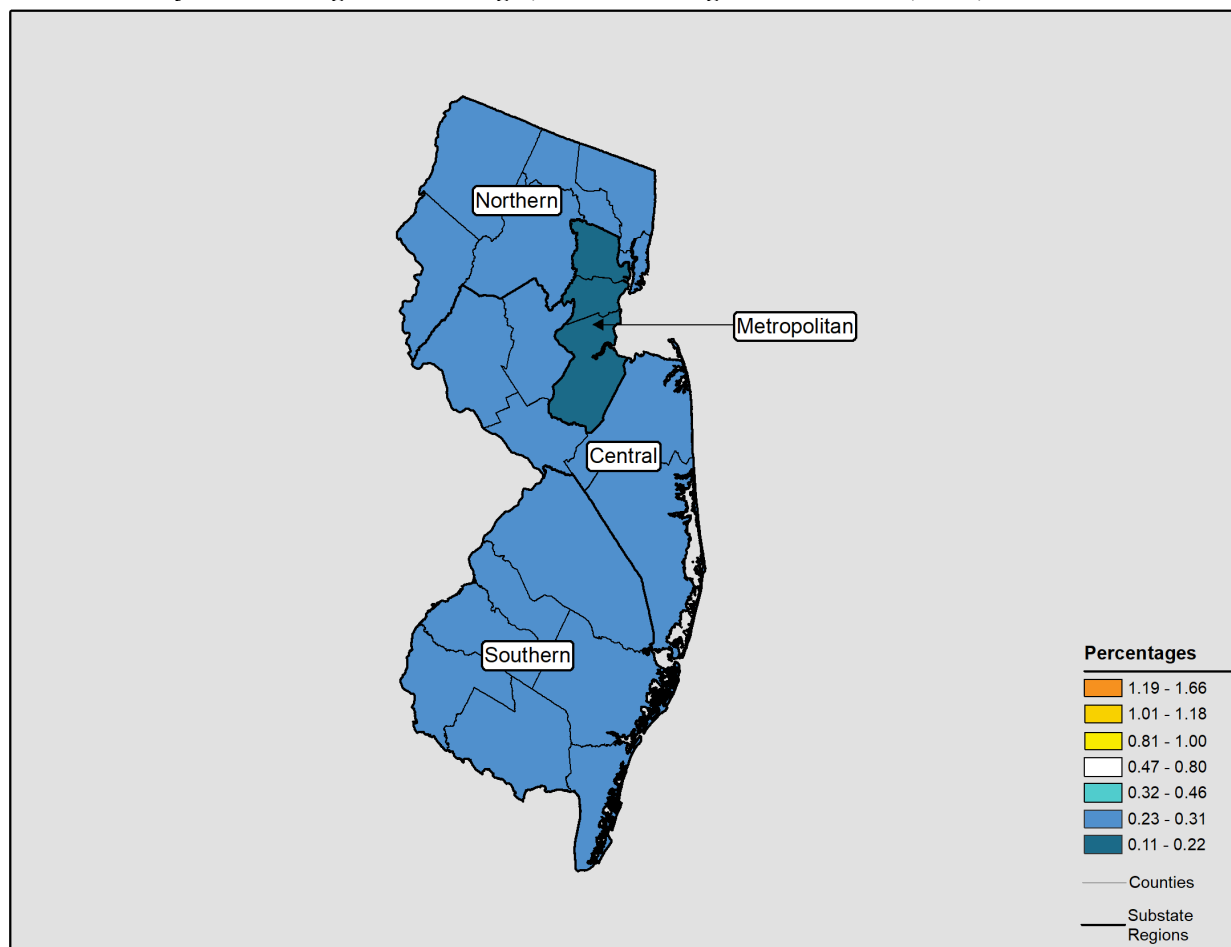 Northern
Metropolitan
Central
Southern
Percentages
1.19 - 1.66
1.01 - 1.18
0.81 - 1.00
0.47 - 0.80
0.32 - 0.46
0.23 - 0.31
0.11 - 0.22
Counties
Substate
Regions